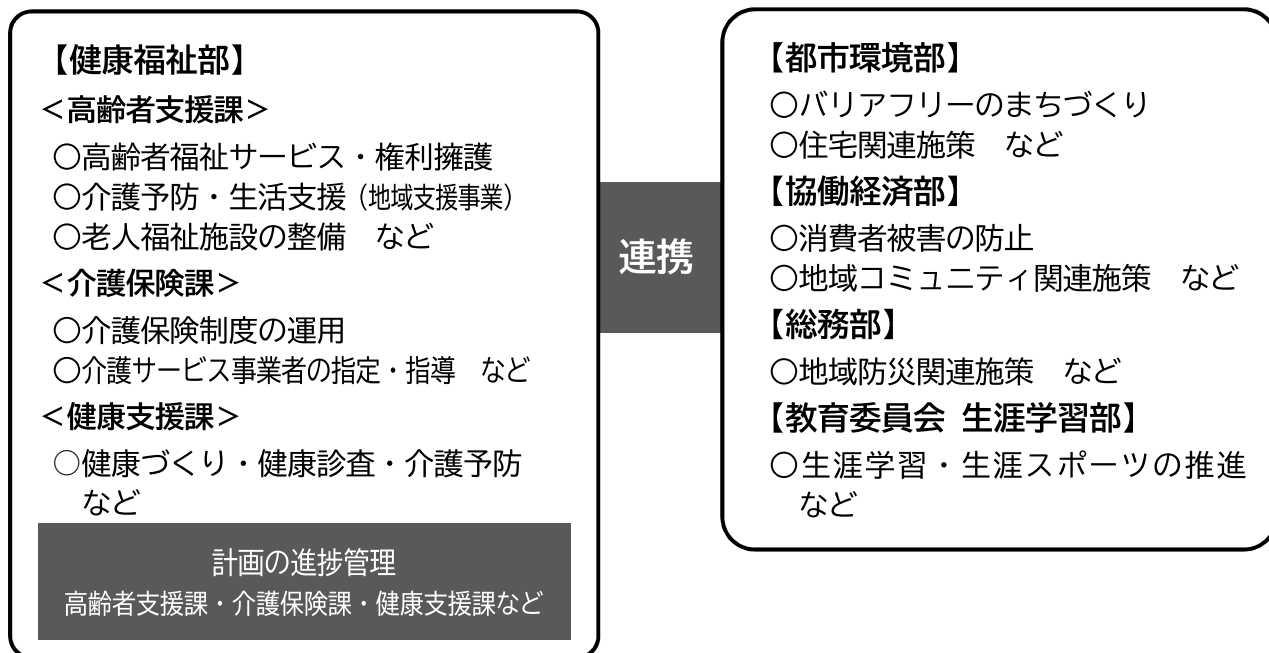 【健康福祉部】
＜高齢者支援課＞
○高齢者福祉サービス・権利擁護
○介護予防・生活支援（地域支援事業）
○老人福祉施設の整備　など
＜介護保険課＞
○介護保険制度の運用
○介護サービス事業者の指定・指導　など
＜健康支援課＞
○健康づくり・健康診査・介護予防
など
計画の進捗管理
高齢者支援課・介護保険課・健康支援課など
連携
【都市環境部】
○バリアフリーのまちづくり
○住宅関連施策　など
【協働経済部】
○消費者被害の防止
○地域コミュニティ関連施策　など
【総務部】
○地域防災関連施策　など
【教育委員会 生涯学習部】
○生涯学習・生涯スポーツの推進
など